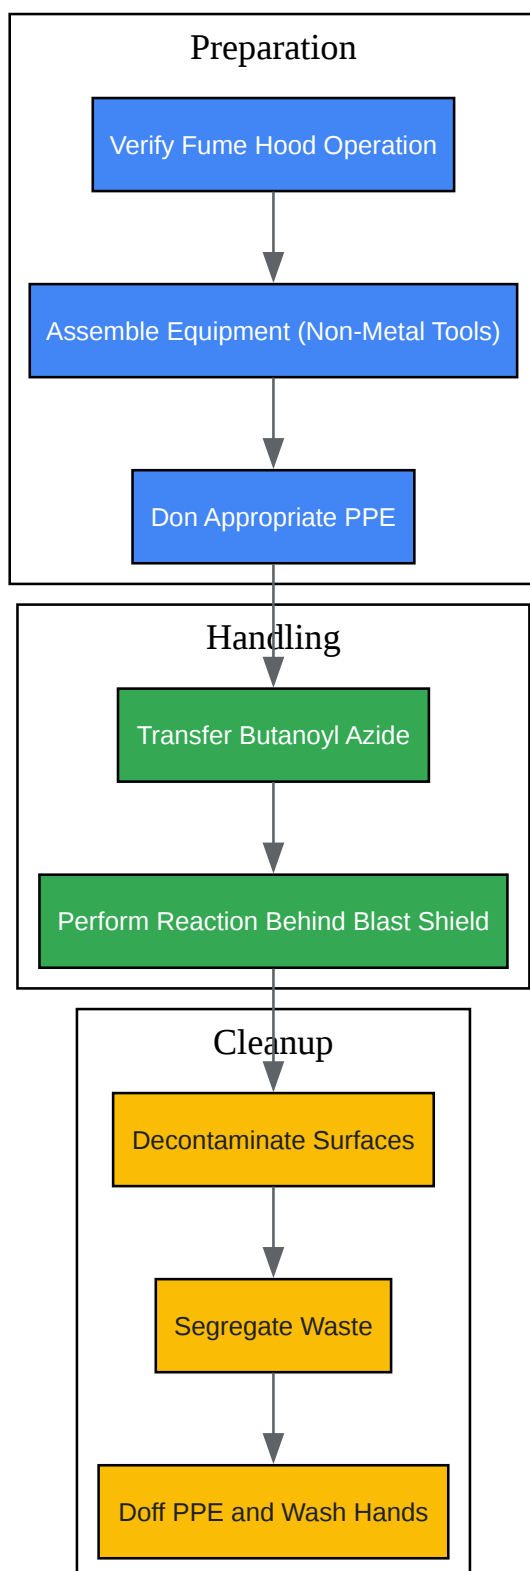 Preparation
Verify Fume Hood Operation
Assemble Equipment (Non-Metal Tools)
Don Appropriate PPE
Handling
Transfer Butanoyl Azide
Perform Reaction Behind Blast Shield
Cleanup
Decontaminate Surfaces
Segregate Waste
Doff PPE and Wash Hands